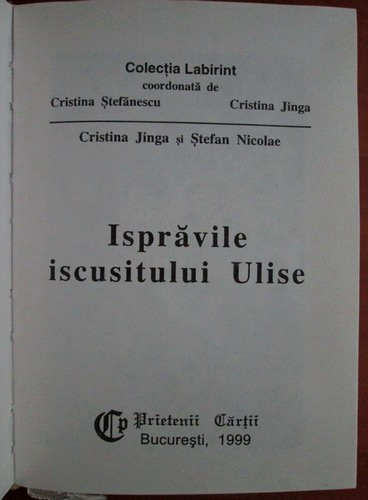 Colecția Labirint
coordonată de
Cristina Ștefănescu Cristina Jinga
Cristina Jinga și Ștefan Nicolae
Isprăvile
iscusitului Ulise
Cp Prietenii Cărții
București, 1999